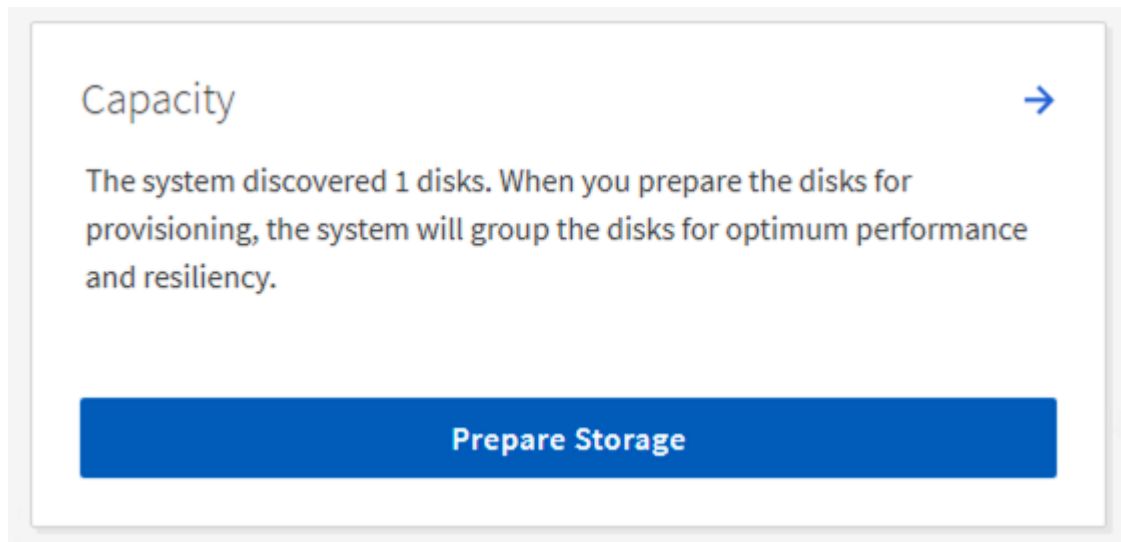 Capacity
The system discovered 1 disks. When you prepare the disks for
provisioning, the system will group the disks for optimum performance
and resiliency.
Prepare Storage